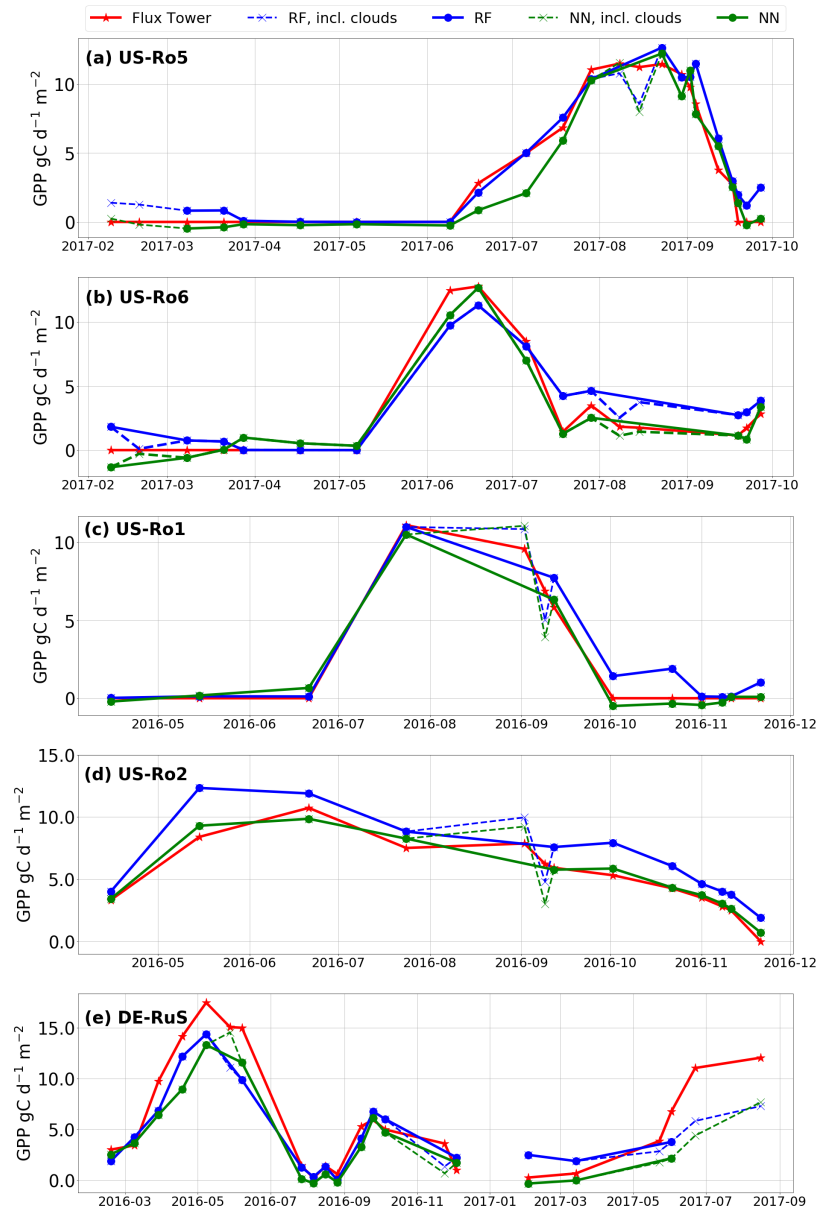 Flux Tower RF, incl. clouds RF NN, incl. clouds NN
(a) US-Ro5
GPP gC d⁻¹ m⁻²
10
5
0
2017-02 2017-03 2017-04 2017-05 2017-06 2017-07 2017-08 2017-09 2017-10
(b) US-Ro6
GPP gC d⁻¹ m⁻²
10
5
0
2017-02 2017-03 2017-04 2017-05 2017-06 2017-07 2017-08 2017-09 2017-10
(c) US-Ro1
GPP gC d⁻¹ m⁻²
10
5
0
2016-05 2016-06 2016-07 2016-08 2016-09 2016-10 2016-11 2016-12
(d) US-Ro2
GPP gC d⁻¹ m⁻²
15.0
10.0
5.0
0.0
2016-05 2016-06 2016-07 2016-08 2016-09 2016-10 2016-11 2016-12
(e) DE-RuS
GPP gC d⁻¹ m⁻²
15.0
10.0
5.0
0.0
2016-03 2016-05 2016-07 2016-09 2016-11 2017-01 2017-03 2017-05 2017-07 2017-09